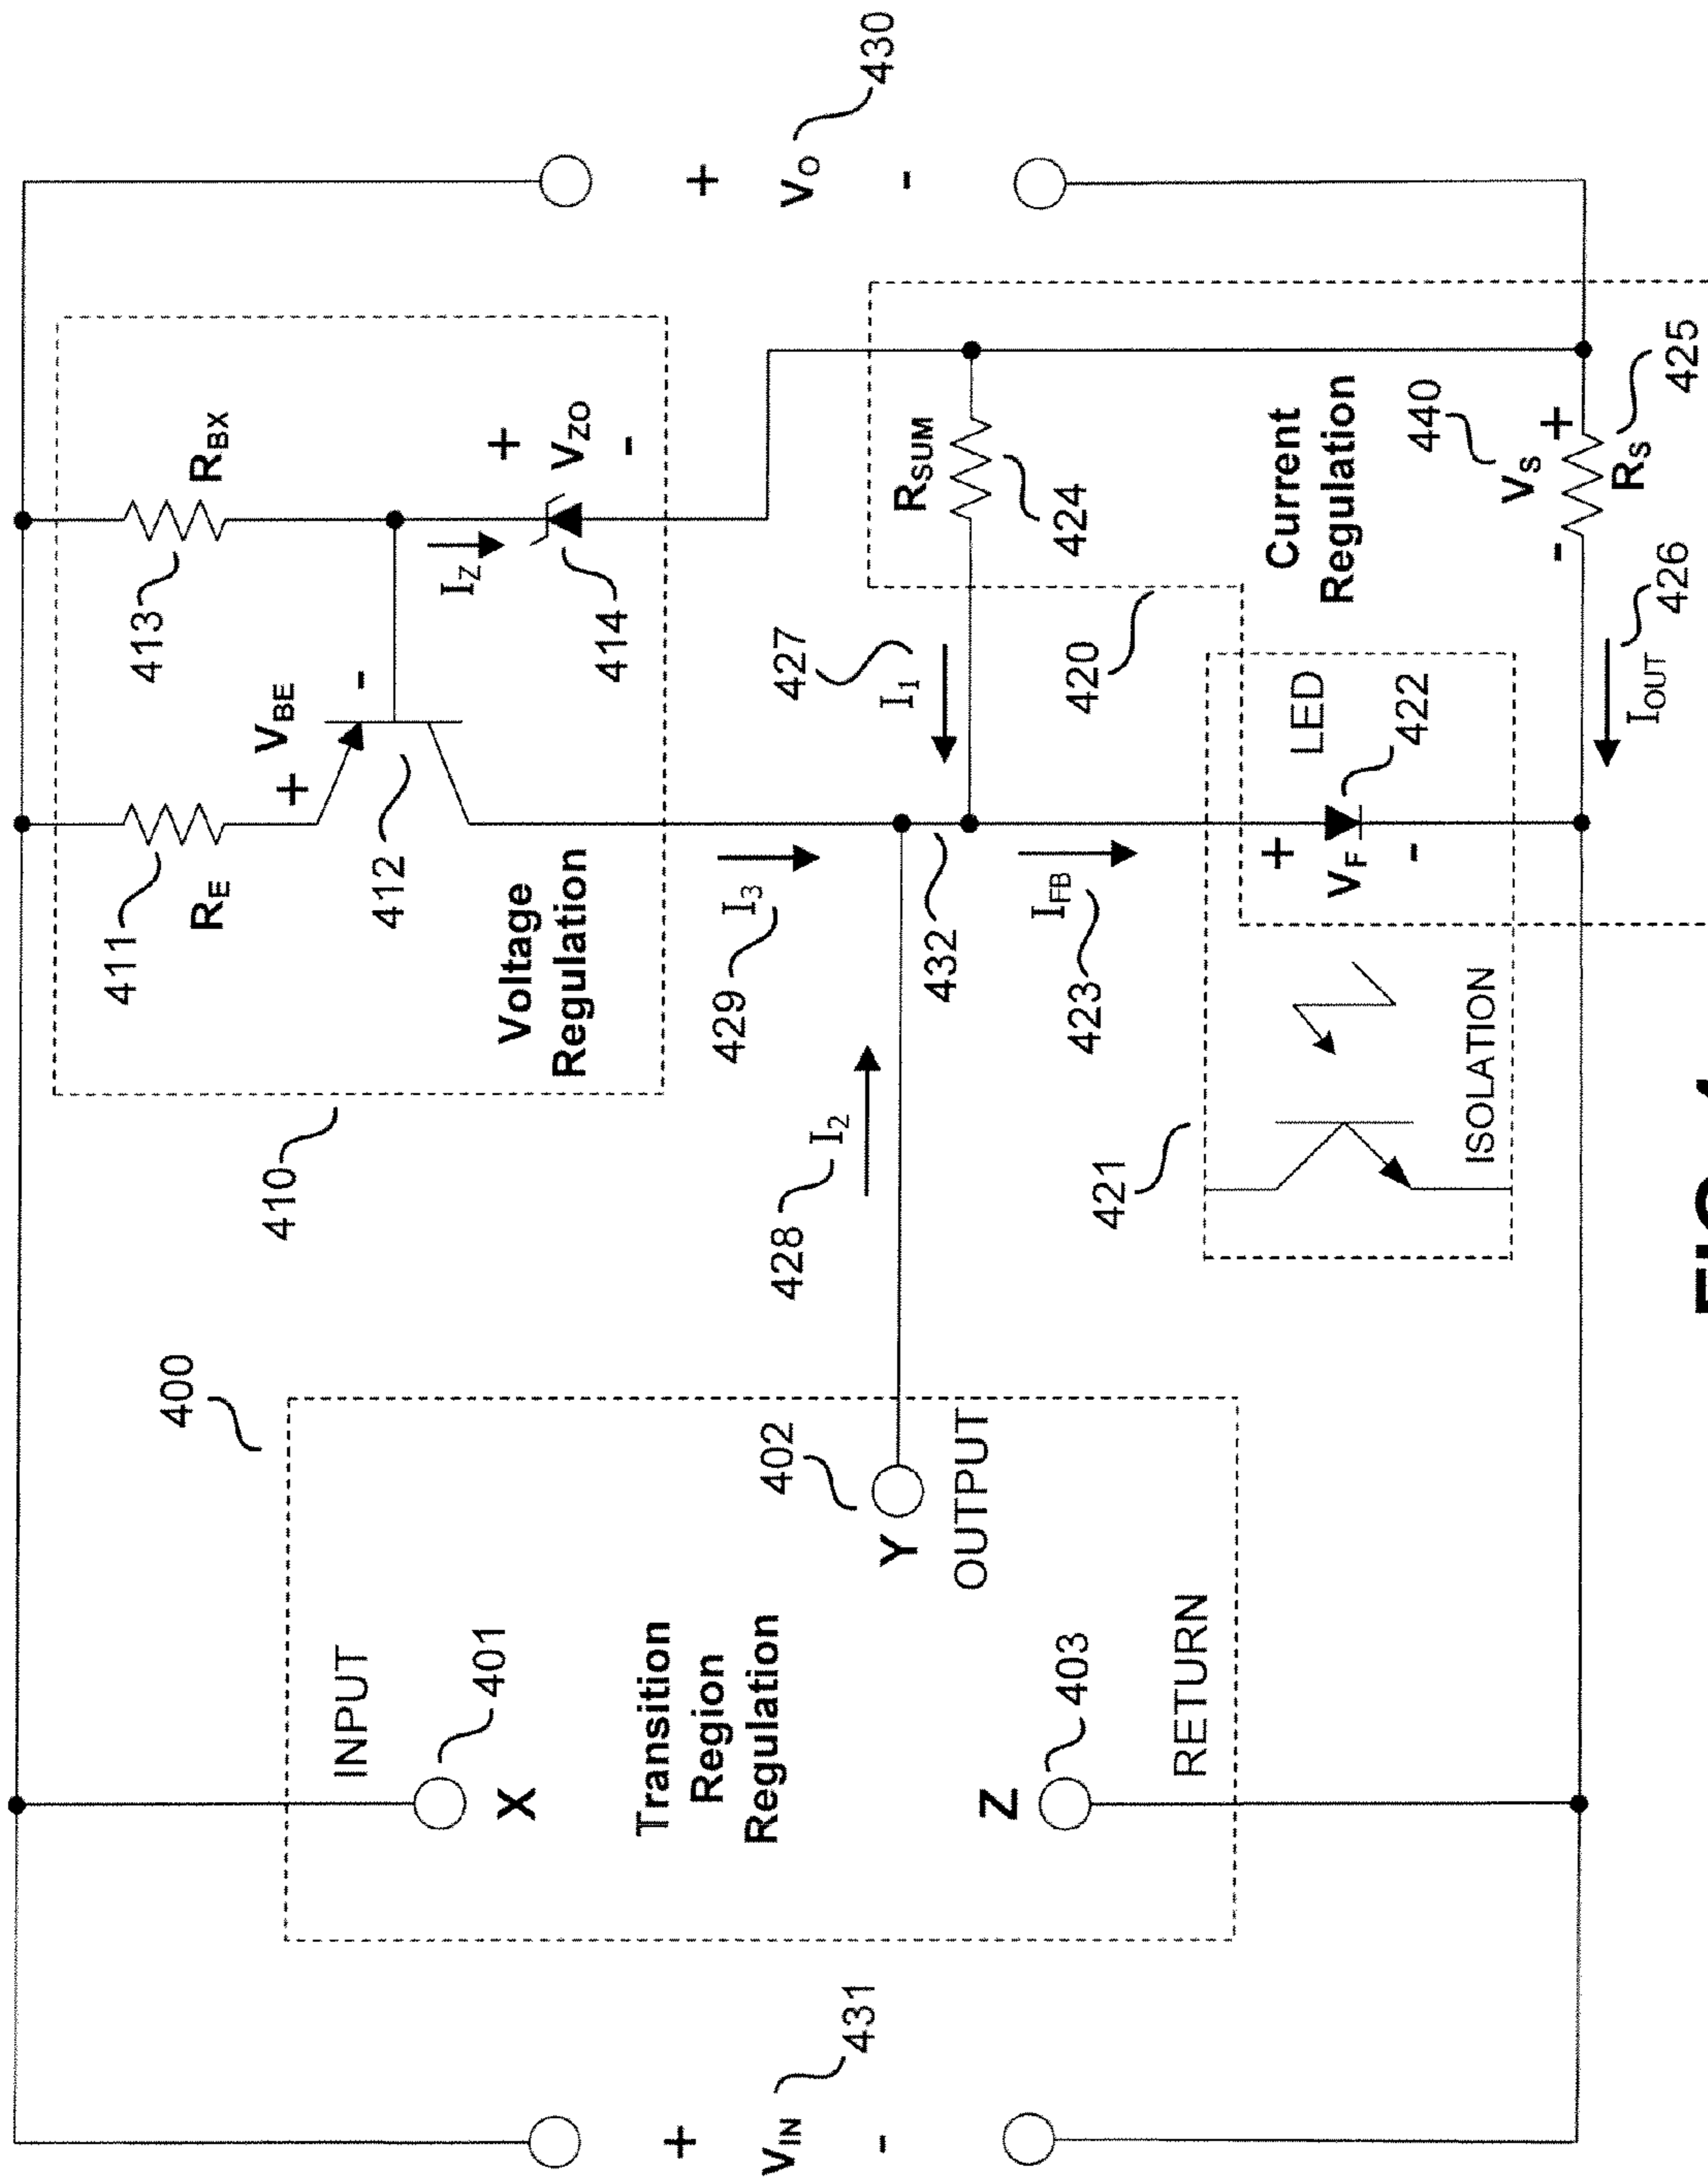 400
INPUT
401
X
Transition
Region
Regulation
Y
402
OUTPUT
Z
403
RETURN
+
VIN
431
-
410
411
RE
412
+
VBE
-
413
RBX
IZ
414
+
VZO
-
Voltage
Regulation
I3
429
I2
428
432
427
I1
RSUM
424
420
Current
Regulation
IFB
423
421
ISOLATION
LED
422
+
VF
-
440
VS
+
-
RS
425
IOUT
426
+
VO
430
-